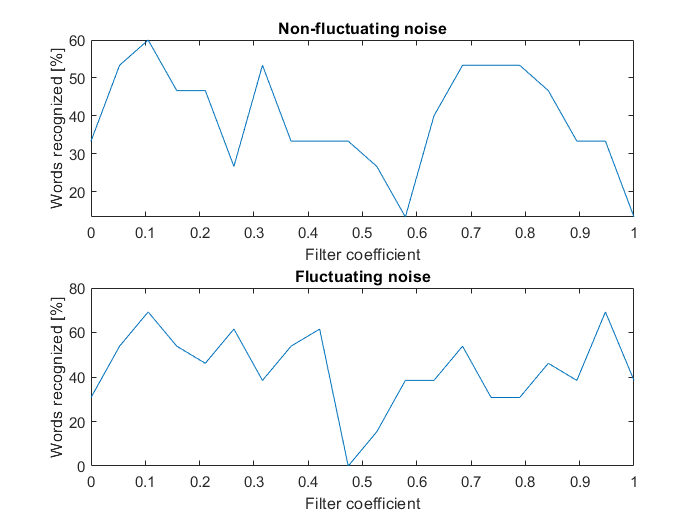 Non-fluctuating noise
Words recognized [%]
60
50
40
30
20
0 0.1 0.2 0.3 0.4 0.5 0.6 0.7 0.8 0.9 1
Filter coefficient
Fluctuating noise
Words recognized [%]
80
60
40
20
0
0 0.1 0.2 0.3 0.4 0.5 0.6 0.7 0.8 0.9 1
Filter coefficient